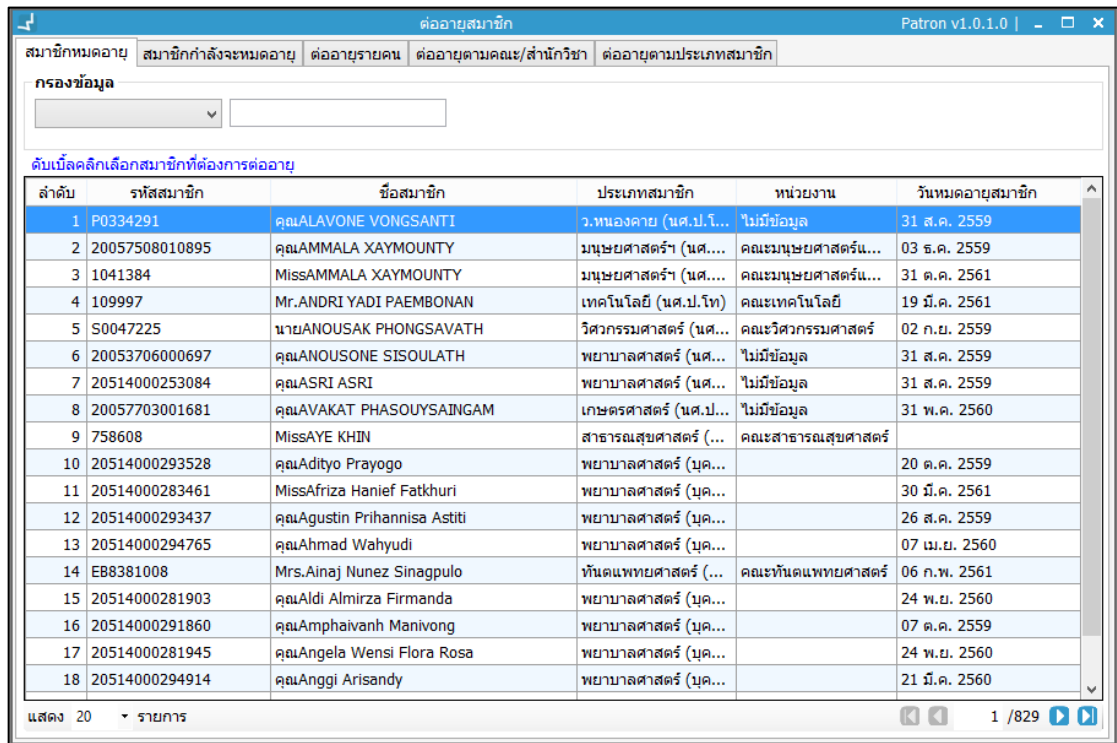 ต่ออายุสมาชิก Patron v1.0.1.0 |
สมาชิกหมดอายุ สมาชิกกำลังจะหมดอายุ ต่ออายุรายคน ต่ออายุตามคณะ/สำนักวิชา ต่ออายุตามประเภทสมาชิก
กรองข้อมูล
ดับเบิ้ลคลิกเลือกสมาชิกที่ต้องการต่ออายุ
ลำดับ รหัสสมาชิก ชื่อสมาชิก ประเภทสมาชิก หน่วยงาน วันหมดอายุสมาชิก
1 P0334291 คุณALAVONE VONGSANTI ว.หนองคาย (นศ.ป.โ... ไม่มีข้อมูล 31 ส.ค. 2559
2 20057508010895 คุณAMMALA XAYMOUNTY มนุษยศาสตร์ฯ (นศ.... คณะมนุษยศาสตร์แ... 03 ธ.ค. 2559
3 1041384 MissAMMALA XAYMOUNTY มนุษยศาสตร์ฯ (นศ.... คณะมนุษยศาสตร์แ... 31 ต.ค. 2561
4 109997 Mr.ANDRI YADI PAEMBONAN เทคโนโลยี (นศ.ป.โท) คณะเทคโนโลยี 19 มี.ค. 2561
5 S0047225 นายANOUSAK PHONGSAVATH วิศวกรรมศาสตร์ (นศ... คณะวิศวกรรมศาสตร์ 02 ก.ย. 2559
6 20053706000697 คุณANOUSONE SISOULATH พยาบาลศาสตร์ (นศ... ไม่มีข้อมูล 31 ส.ค. 2559
7 20514000253084 คุณASRI ASRI พยาบาลศาสตร์ (นศ... ไม่มีข้อมูล 31 ส.ค. 2559
8 20057703001681 คุณAVAKAT PHASOUYSAINGAM เกษตรศาสตร์ (นศ.ป... ไม่มีข้อมูล 31 พ.ค. 2560
9 758608 MissAYE KHIN สาธารณสุขศาสตร์ (... คณะสาธารณสุขศาสตร์
10 20514000293528 คุณAdityo Prayogo พยาบาลศาสตร์ (บุค... 20 ต.ค. 2559
11 20514000283461 MissAfriza Hanief Fatkhuri พยาบาลศาสตร์ (บุค... 30 มี.ค. 2561
12 20514000293437 คุณAgustin Prihannisa Astiti พยาบาลศาสตร์ (บุค... 26 ส.ค. 2559
13 20514000294765 คุณAhmad Wahyudi พยาบาลศาสตร์ (บุค... 07 เม.ย. 2560
14 EB8381008 Mrs.Ainaj Nunez Sinagpulo ทันตแพทยศาสตร์ (... คณะทันตแพทยศาสตร์ 06 ก.พ. 2561
15 20514000281903 คุณAldi Almirza Firmanda พยาบาลศาสตร์ (บุค... 24 พ.ย. 2560
16 20514000291860 คุณAmphaivanh Manivong พยาบาลศาสตร์ (บุค... 07 ต.ค. 2559
17 20514000281945 คุณAngela Wensi Flora Rosa พยาบาลศาสตร์ (บุค... 24 พ.ย. 2560
18 20514000294914 คุณAnggi Arisandy พยาบาลศาสตร์ (บุค... 21 มี.ค. 2560
แสดง 20 รายการ 1 /829